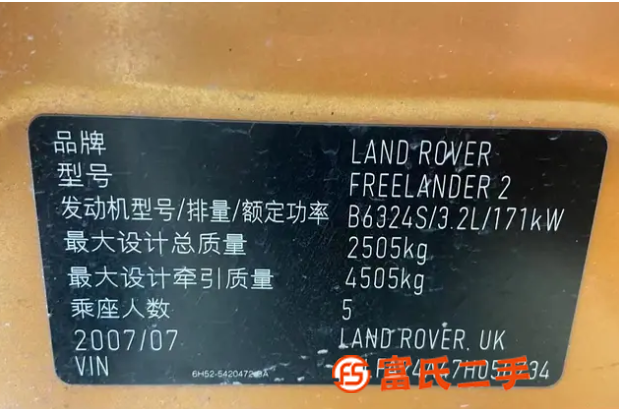 品牌 LAND ROVER
型号 FREELANDER 2
发动机型号/排量/额定功率 B6324S/3.2L/171kW
最大设计总质量 2505kg
最大设计牵引质量 4505kg
乘座人数 5
2007/07 LAND ROVER. UK
VIN
富氏二手